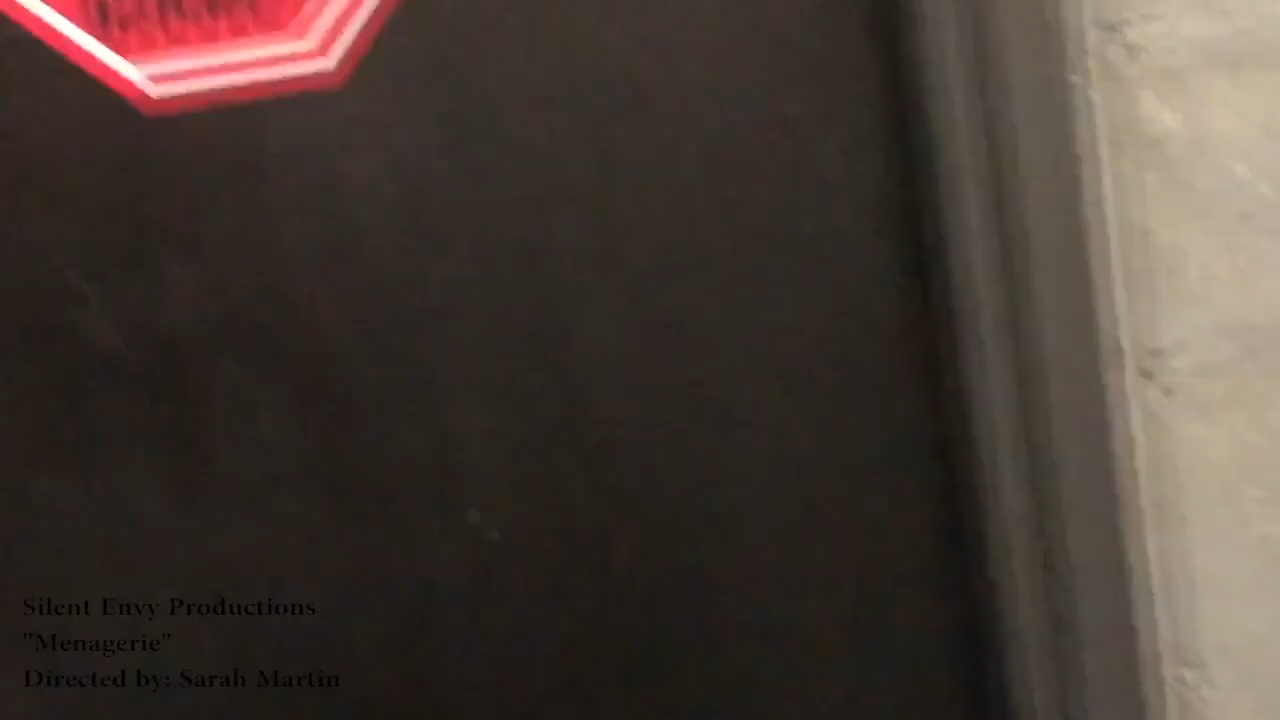 Silent Envy Productions
"Menagerie"
Directed by: Sarah Martin